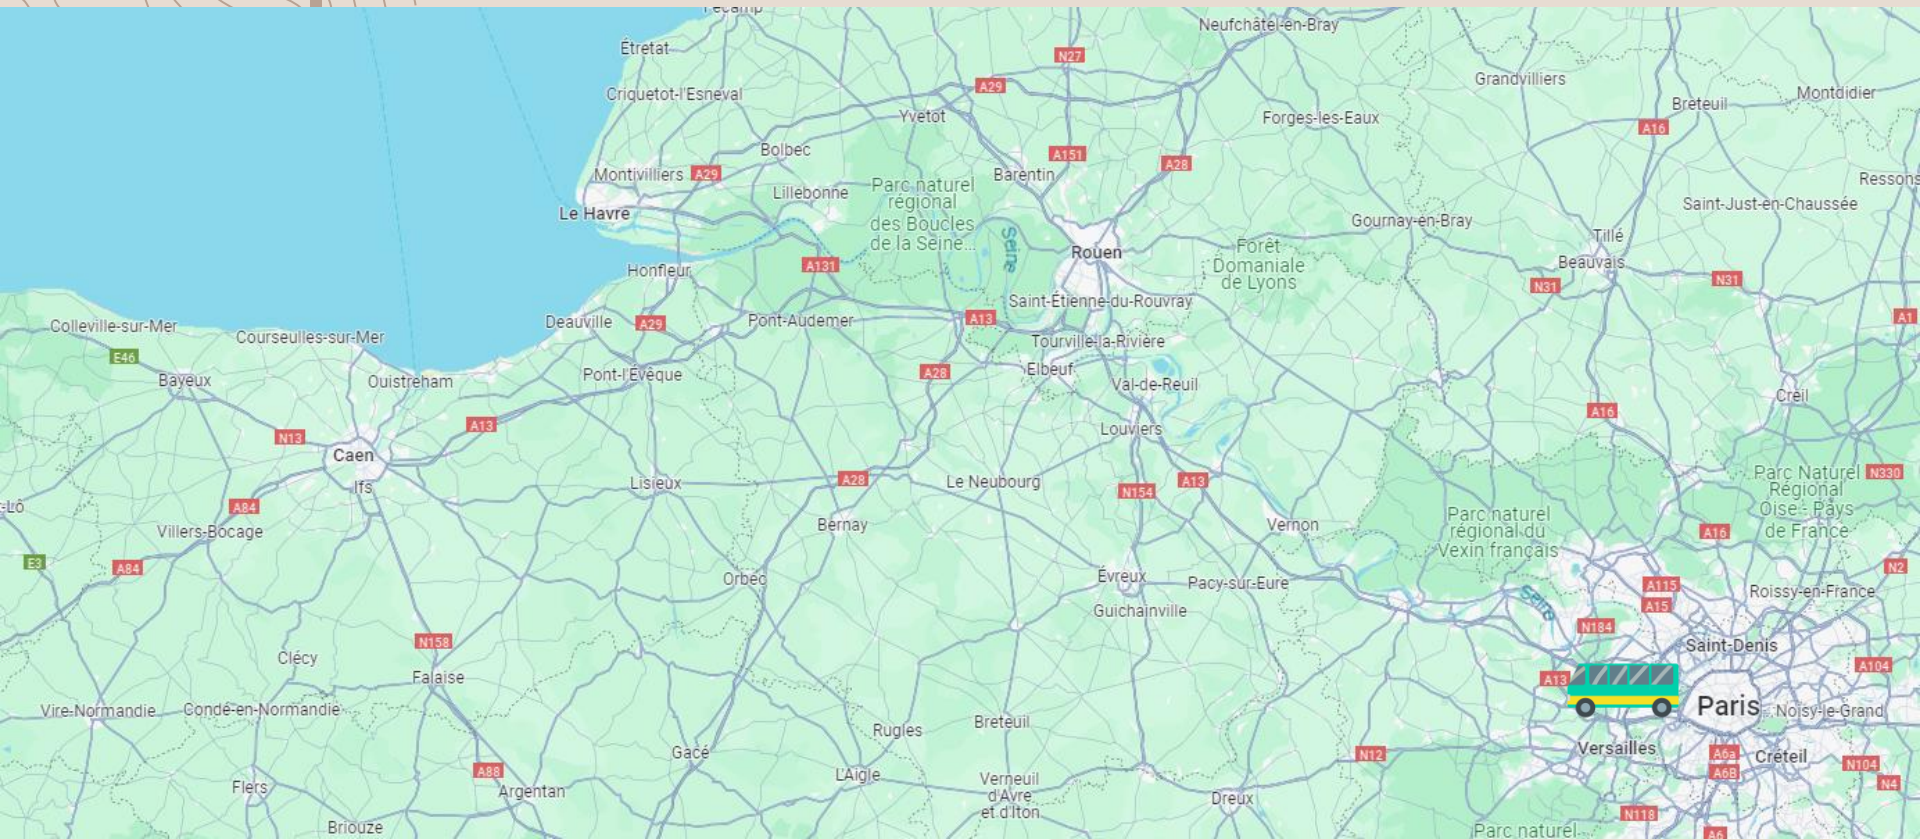 Fécamp
Neufchâtel-en-Bray
Étretat
N27
Grandvilliers
A29
Criquetot-l'Esneval
Montdidier
Breteuil
Yvetot
Forges-les-Eaux
A16
Bolbec
A151
A28
Montivilliers
A29
Barentin
Ressons
Lillebonne
Parc naturel
régional
des Boucles
de la Seine...
Le Havre
Saint-Just-en-Chaussée
Gournay-en-Bray
Seine
Rouen
Forêt
Domaniale
de Lyons
Tillé
Beauvais
A131
Honfleur
N31
N31
Saint-Étienne-du-Rouvray
A1
Colleville-sur-Mer
Courseulles-sur-Mer
Deauville
A29
Pont-Audemer
A13
Tourville-la-Rivière
E46
Bayeux
Ouistreham
Pont-l'Évêque
A28
Elbeuf
Val-de-Reuil
Creil
A16
A13
N13
Louviers
Caen
Ifs
Lisieux
A28
Le Neubourg
N154
A13
Parc Naturel
Régional
Oise - Pays
de France
N330
-Lô
A84
Villers-Bocage
Bernay
Vernon
Parc naturel
régional du
Vexin français
A16
E3
A84
Orbec
Évreux
Pacy-sur-Eure
N2
A115
Roissy-en-France
Guichainville
Seine
A15
N184
N158
Saint-Denis
Clécy
Falaise
A13
A104
Vire-Normandie
Condé-en-Normandie
Paris
Noisy-le-Grand
Rugles
Breteuil
Gacé
N12
Versailles
A6a
Créteil
A6B
N104
N4
A88
L'Aigle
Verneuil
d'Avre
et d'Iton
Flers
Argentan
Dreux
N118
Briouze
Parc naturel
A6